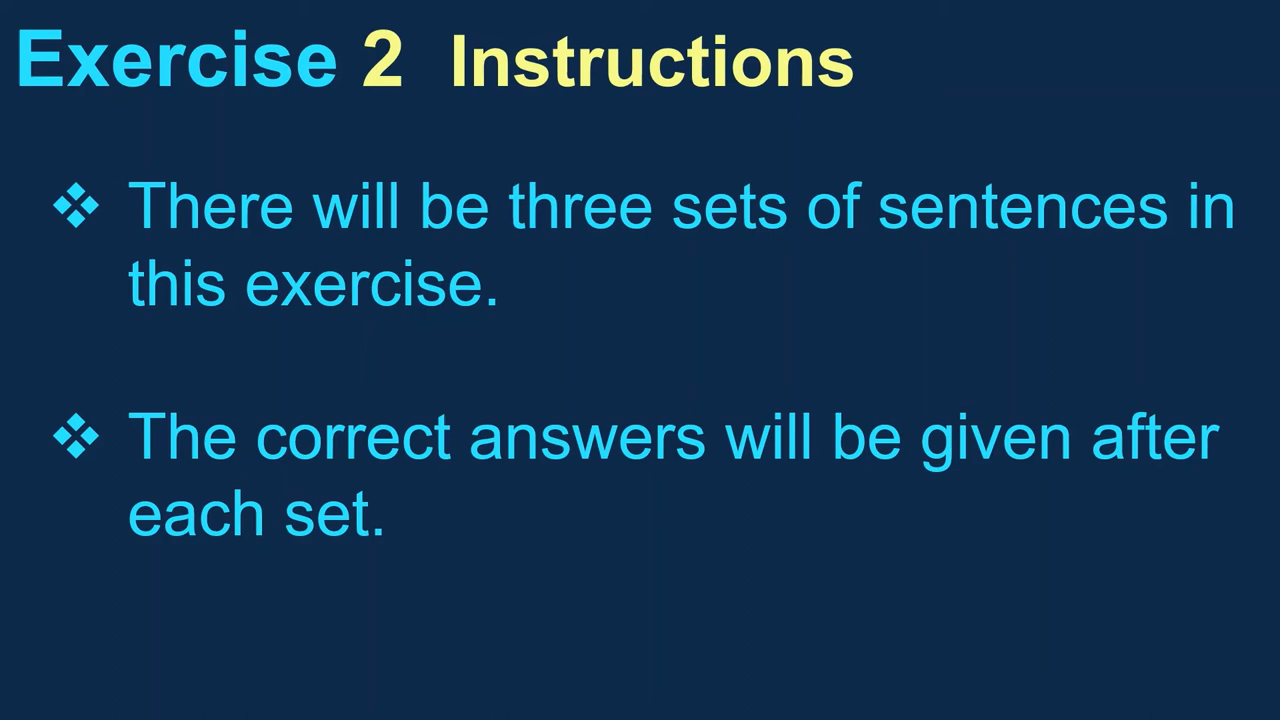 Exercise 2 Instructions
❖ There will be three sets of sentences in
this exercise.
❖ The correct answers will be given after
each set.